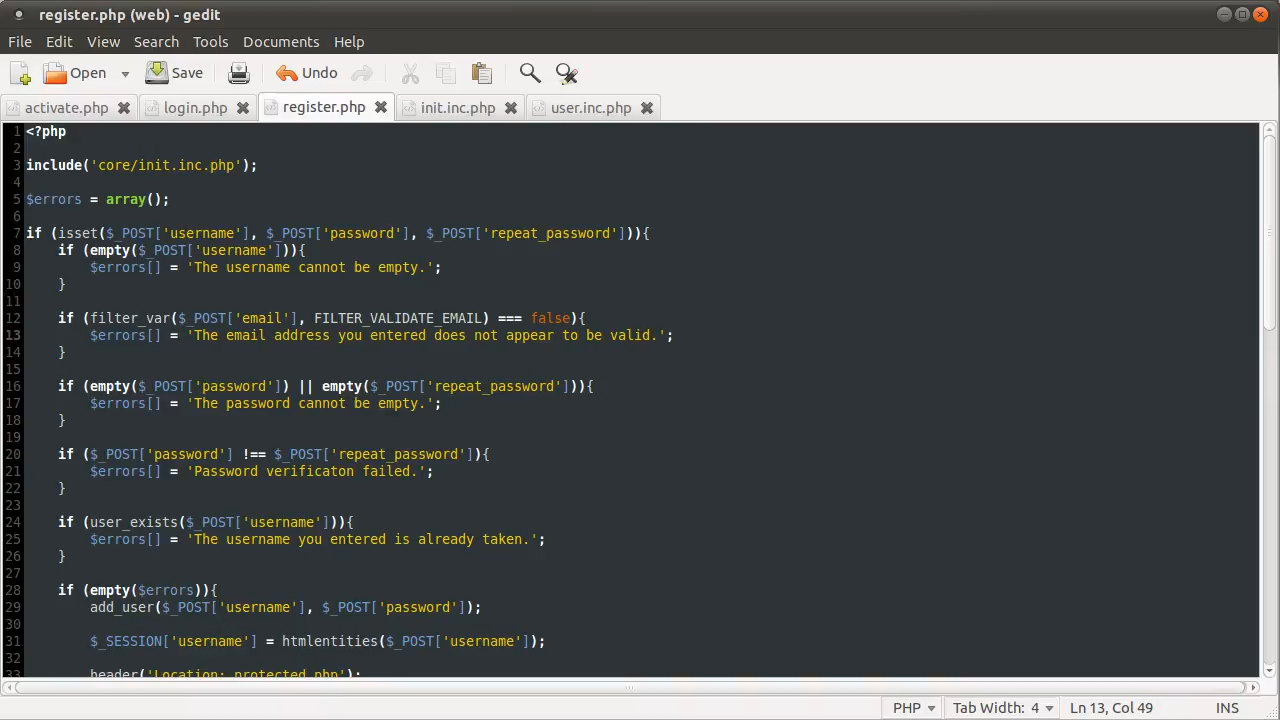 register.php (web) - gedit
File Edit View Search Tools Documents Help
Open Save Undo
activate.php login.php register.php init.inc.php user.inc.php
1 <?php
2
3 include('core/init.inc.php');
4
5 $errors = array();
6
7 if (isset($_POST['username'], $_POST['password'], $_POST['repeat_password'])){
8     if (empty($_POST['username'])){
9         $errors[] = 'The username cannot be empty.';
10     }
11
12     if (filter_var($_POST['email'], FILTER_VALIDATE_EMAIL) === false){
13         $errors[] = 'The email address you entered does not appear to be valid.';
14     }
15
16     if (empty($_POST['password']) || empty($_POST['repeat_password'])){
17         $errors[] = 'The password cannot be empty.';
18     }
19
20     if ($_POST['password'] !== $_POST['repeat_password']){
21         $errors[] = 'Password verificaton failed.';
22     }
23
24     if (user_exists($_POST['username'])){
25         $errors[] = 'The username you entered is already taken.';
26     }
27
28     if (empty($errors)){
29         add_user($_POST['username'], $_POST['password']);
30
31         $_SESSION['username'] = htmlentities($_POST['username']);
32
33         header('Location: protected.php');
PHP Tab Width: 4 Ln 13, Col 49 INS